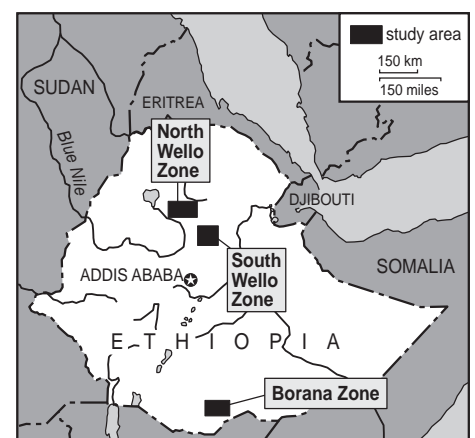 study area
150 km
150 miles
SUDAN
ERITREA
North
Wello
Zone
Blue Nile
DJIBOUTI
ADDIS ABABA
South
Wello
Zone
SOMALIA
ETHIOPIA
Borana Zone